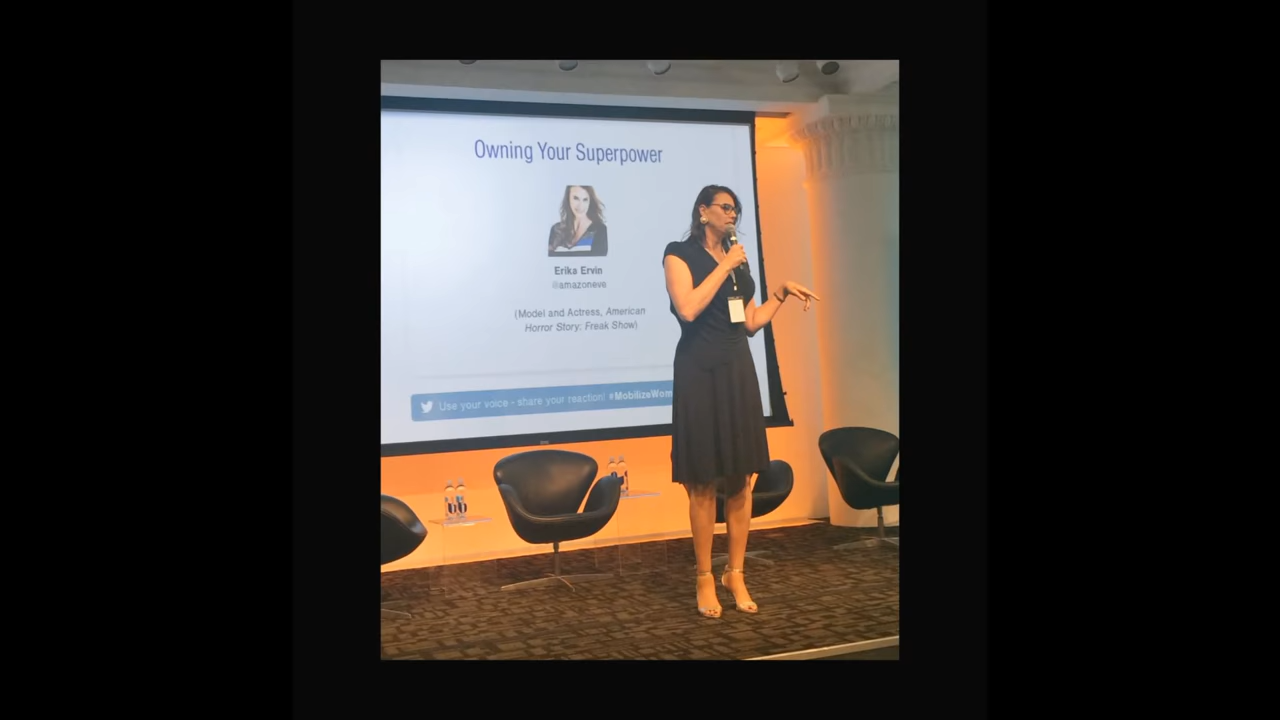 Owning Your Superpower
Erika Ervin
@amazoneve
(Model and Actress, American
Horror Story: Freak Show)
Use your voice - share your reaction! #MobilizeWom